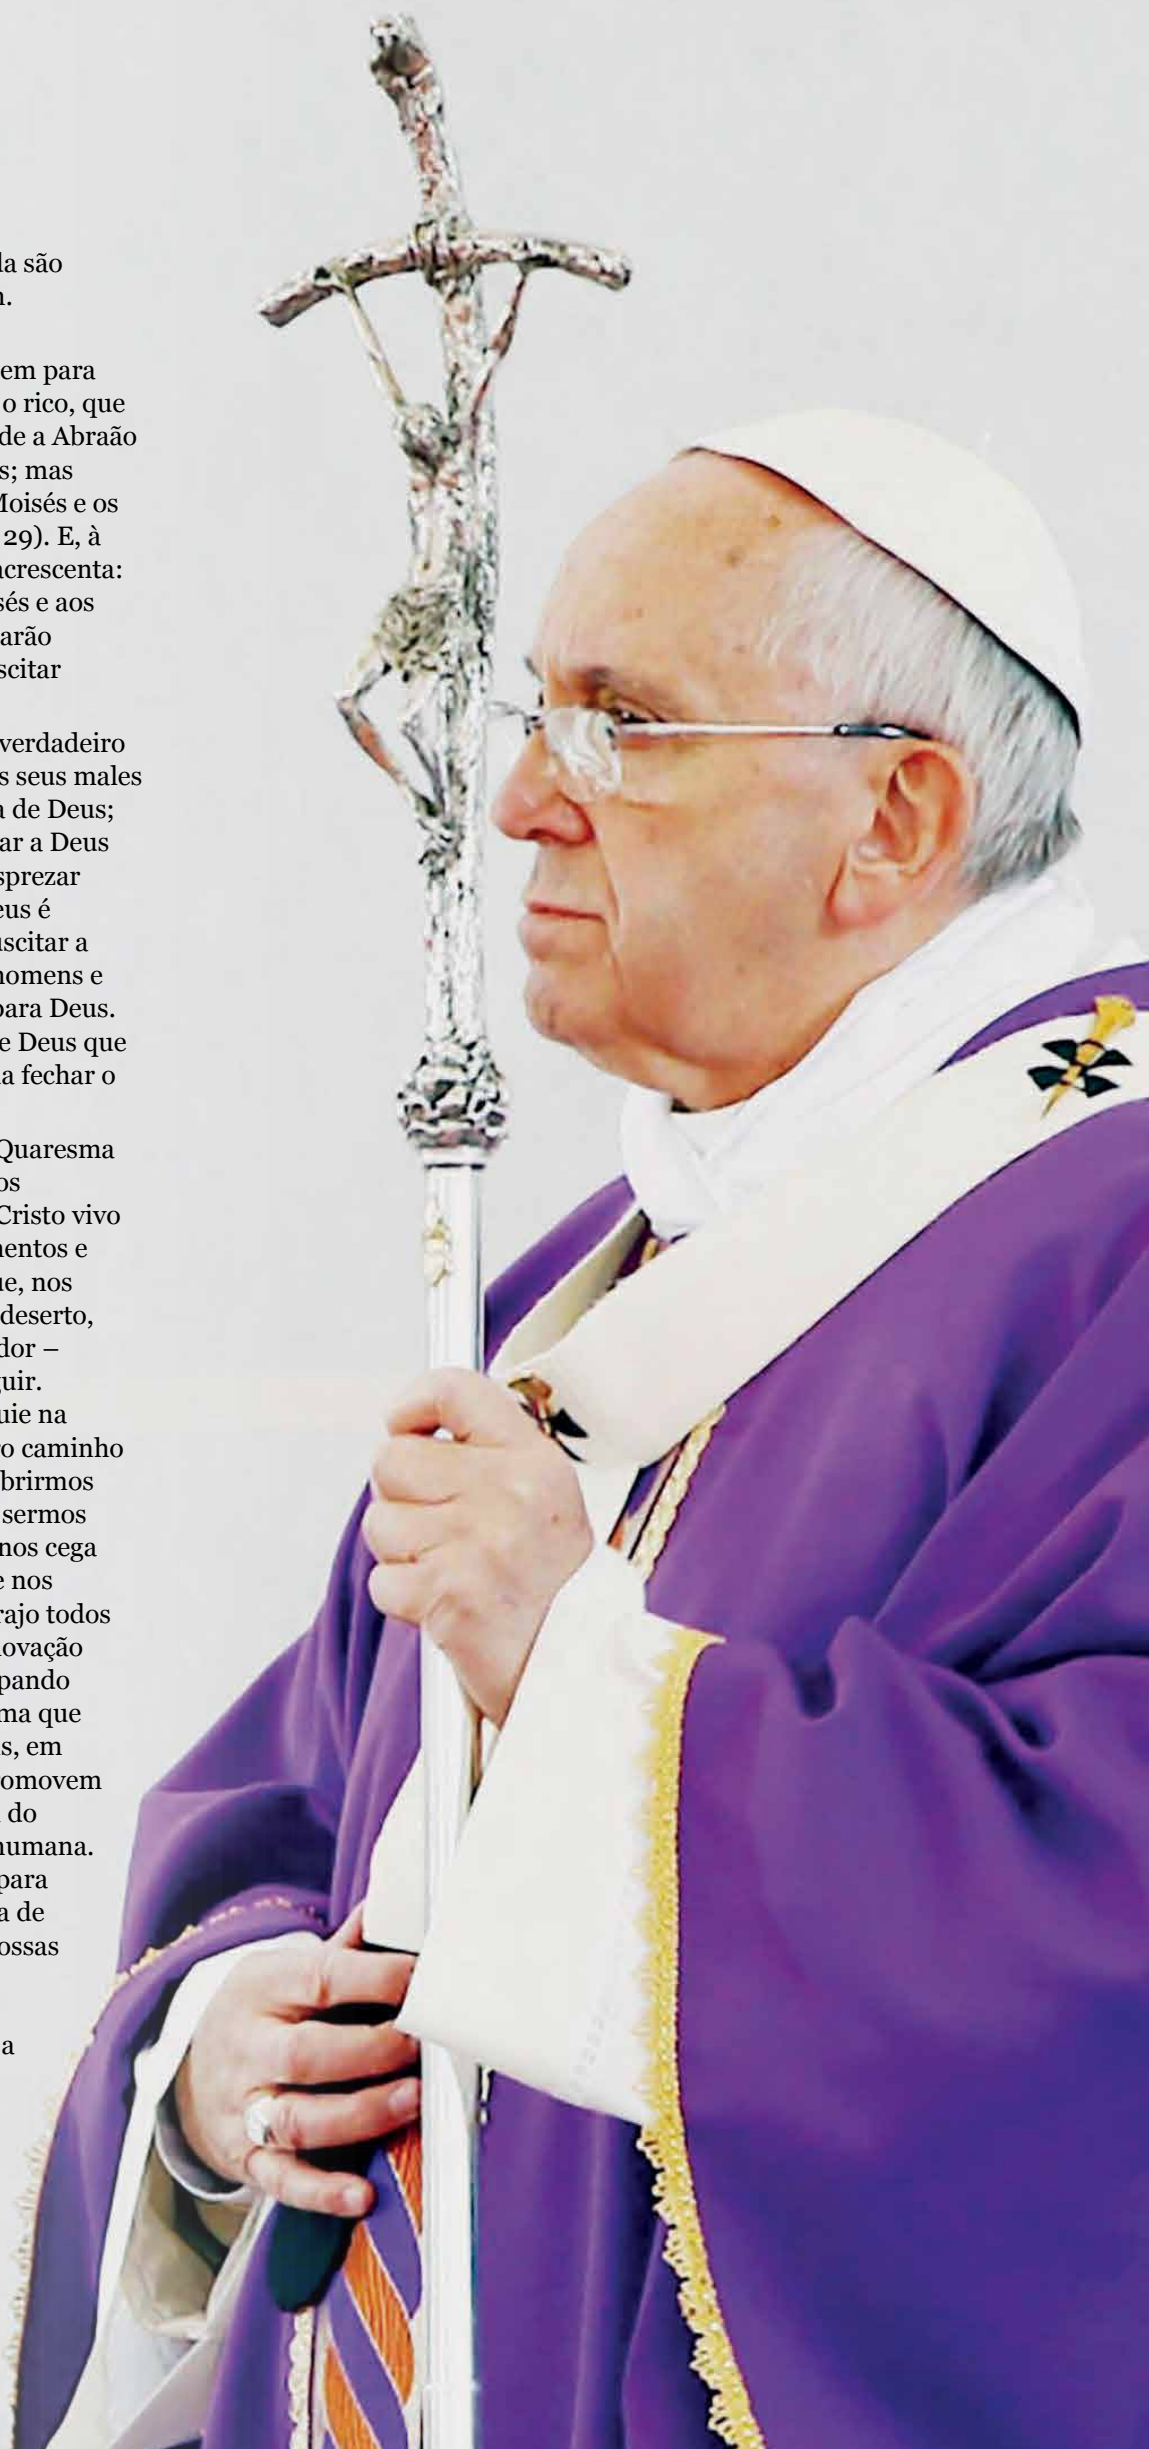 da são
m.
em para
o rico, que
de a Abraão
s; mas
Moisés e os
29). E, à
acrescenta:
sés e aos
arão
scitar
verdadeiro
s seus males
a de Deus;
ar a Deus
sprezar
eus é
uscitar a
homens e
para Deus.
e Deus que
a fechar o
Quaresma
os
Cristo vivo
mentos e
ue, nos
deserto,
dor –
uir.
uie na
o caminho
brirmos
sermos
nos cega
e nos
rajo todos
novação
pando
ma que
s, em
romovem
do
humana.
para
a de
ossas
a